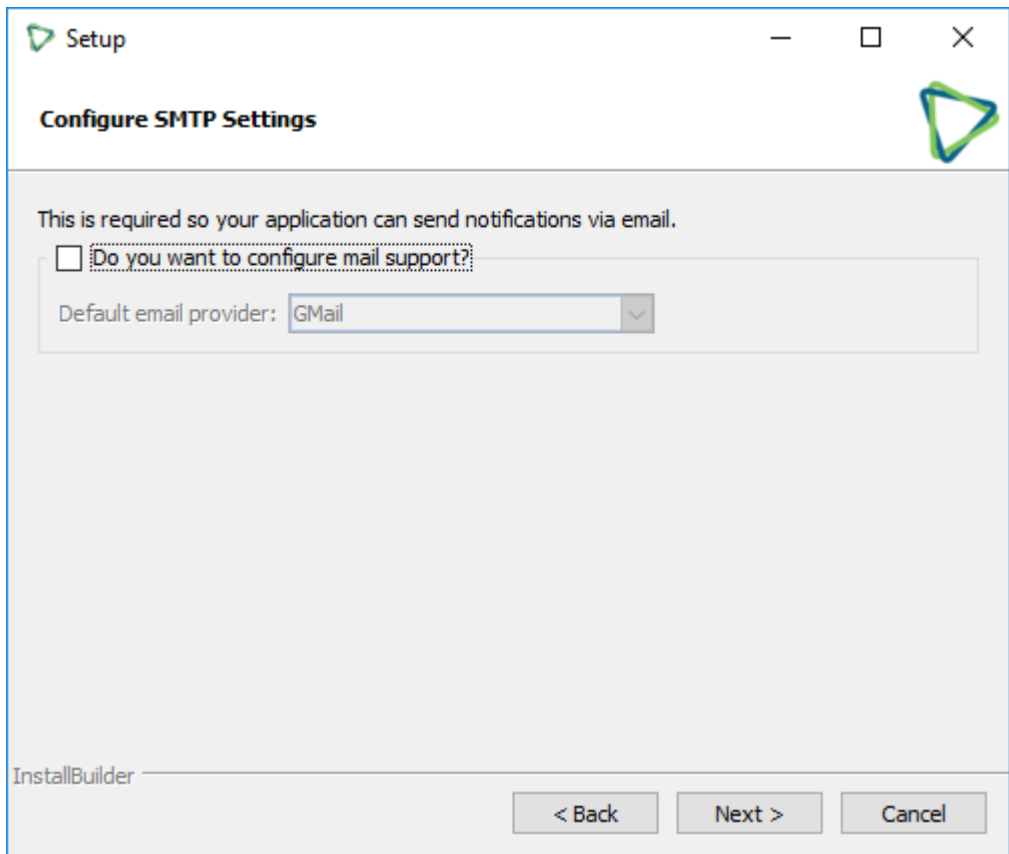 Setup
Configure SMTP Settings
This is required so your application can send notifications via email.
Do you want to configure mail support?
Default email provider: GMail
InstallBuilder
< Back Next > Cancel